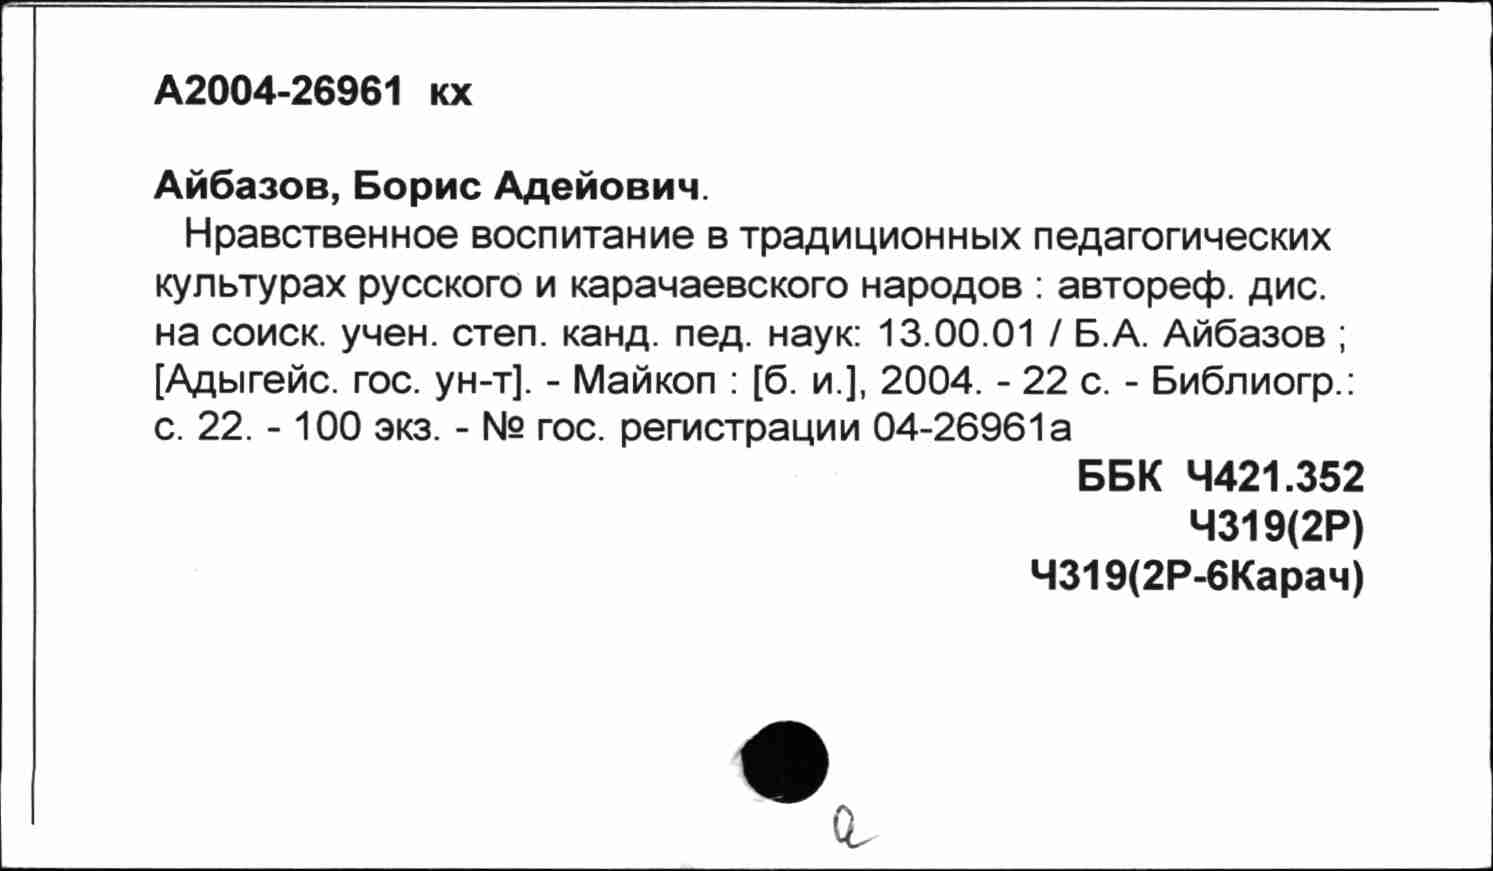 А2004-26961 кх
Айбазов, Борис Адейович.
Нравственное воспитание в традиционных педагогических
культурах русского и карачаевского народов : автореф. дис.
на соиск. учен. степ. канд. пед. наук: 13.00.01 / Б.А. Айбазов ;
[Адыгейс. гос. ун-т]. - Майкоп : [б. и.], 2004. - 22 с. - Библиогр.:
с. 22. - 100 экз. - № гос. регистрации 04-26961а
ББК Ч421.352
Ч319(2Р)
Ч319(2Р-6Карач)
а